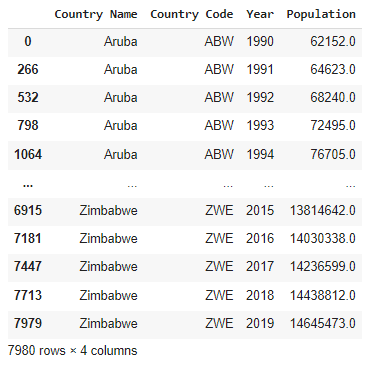 Country Name Country Code Year Population
0 Aruba ABW 1990 62152.0
266 Aruba ABW 1991 64623.0
532 Aruba ABW 1992 68240.0
798 Aruba ABW 1993 72495.0
1064 Aruba ABW 1994 76705.0
... ... ... ... ...
6915 Zimbabwe ZWE 2015 13814642.0
7181 Zimbabwe ZWE 2016 14030338.0
7447 Zimbabwe ZWE 2017 14236599.0
7713 Zimbabwe ZWE 2018 14438812.0
7979 Zimbabwe ZWE 2019 14645473.0
7980 rows × 4 columns